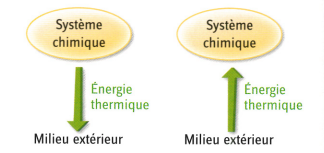 Système
chimique
Énergie
thermique
Milieu extérieur
Système
chimique
Énergie
thermique
Milieu extérieur